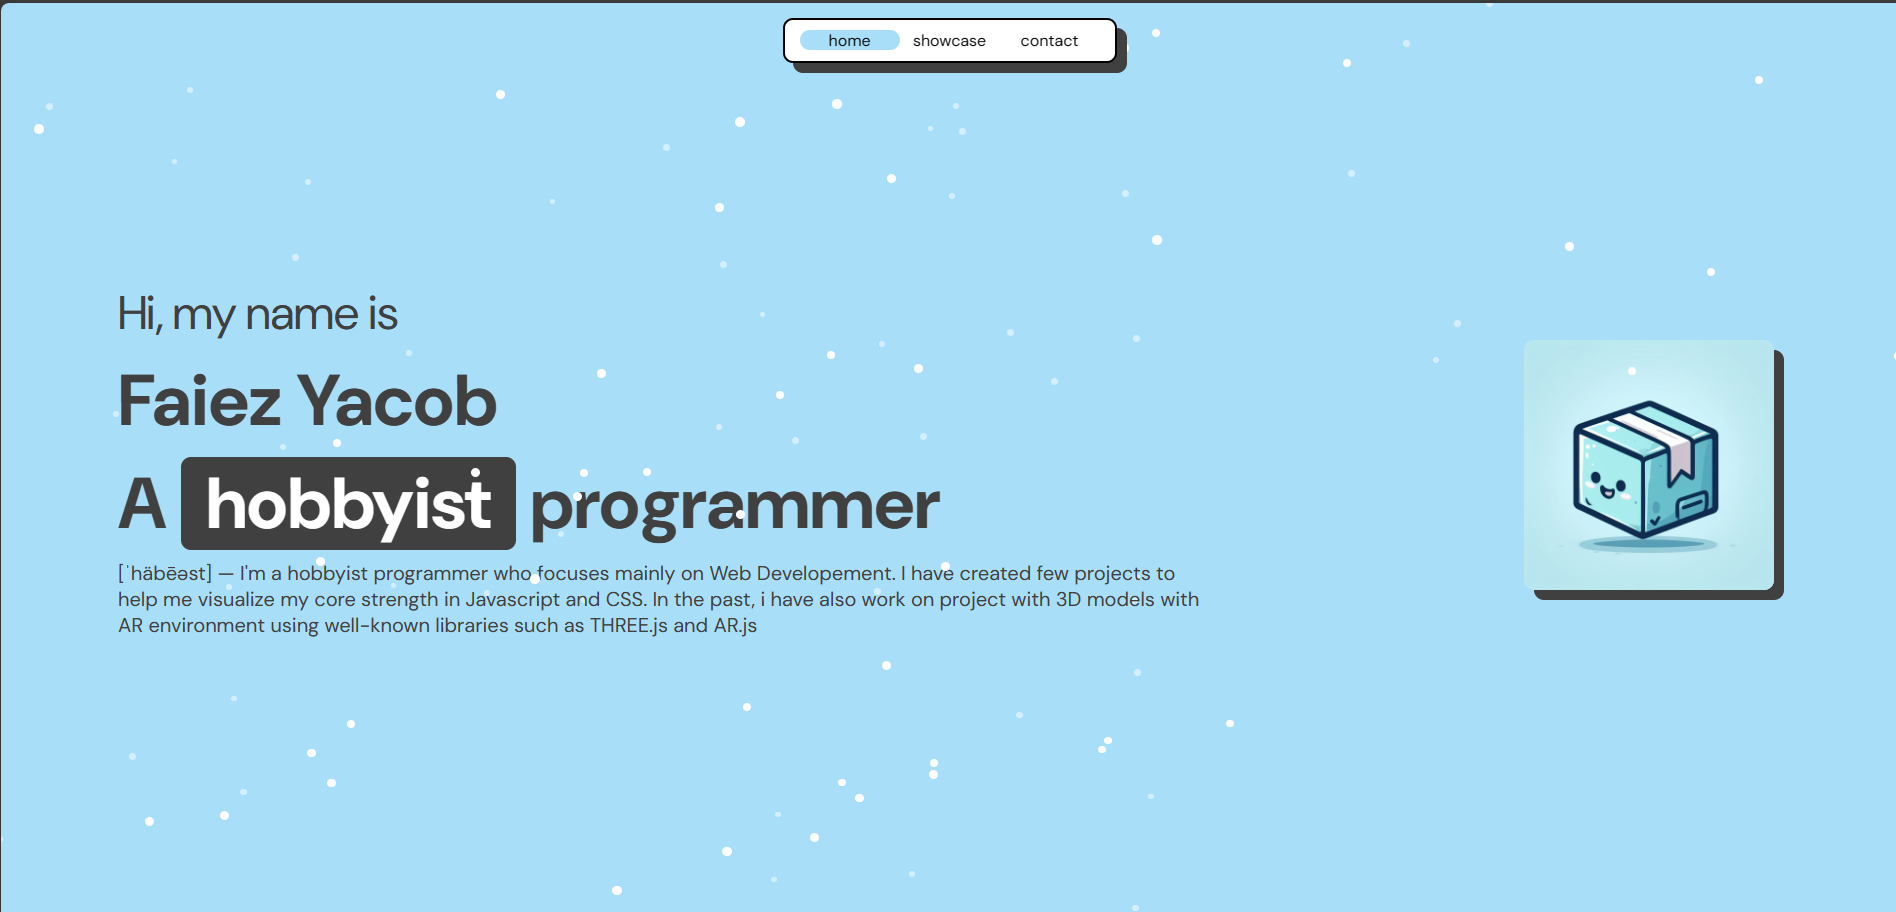 home showcase contact
Hi, my name is
Faiez Yacob
A hobbyist programmer
[ˈhäbēəst] — I'm a hobbyist programmer who focuses mainly on Web Developement. I have created few projects to
help me visualize my core strength in Javascript and CSS. In the past, i have also work on project with 3D models with
AR environment using well-known libraries such as THREE.js and AR.js